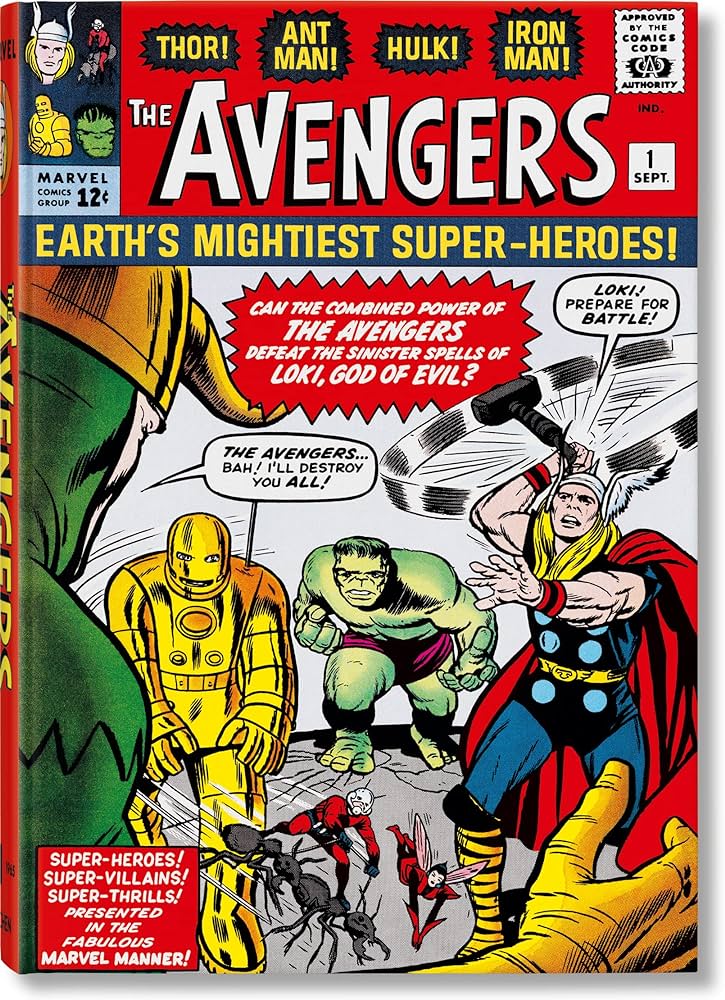 THOR!
ANT
MAN!
HULK!
IRON
MAN!
APPROVED
BY THE
COMICS
CODE
CA
AUTHORITY
IND.
THE AVENGERS
1
SEPT.
MARVEL
COMICS
GROUP 12¢
EARTH'S MIGHTIEST SUPER-HEROES!
CAN THE COMBINED POWER OF
THE AVENGERS
DEFEAT THE SINISTER SPELLS OF
LOKI, GOD OF EVIL?
LOKI!
PREPARE FOR
BATTLE!
THE AVENGERS...
BAH! I'LL DESTROY
YOU ALL!
SUPER-HEROES!
SUPER-VILLAINS!
SUPER-THRILLS!
PRESENTED
IN THE
FABULOUS
MARVEL MANNER!
THE AVENGERS